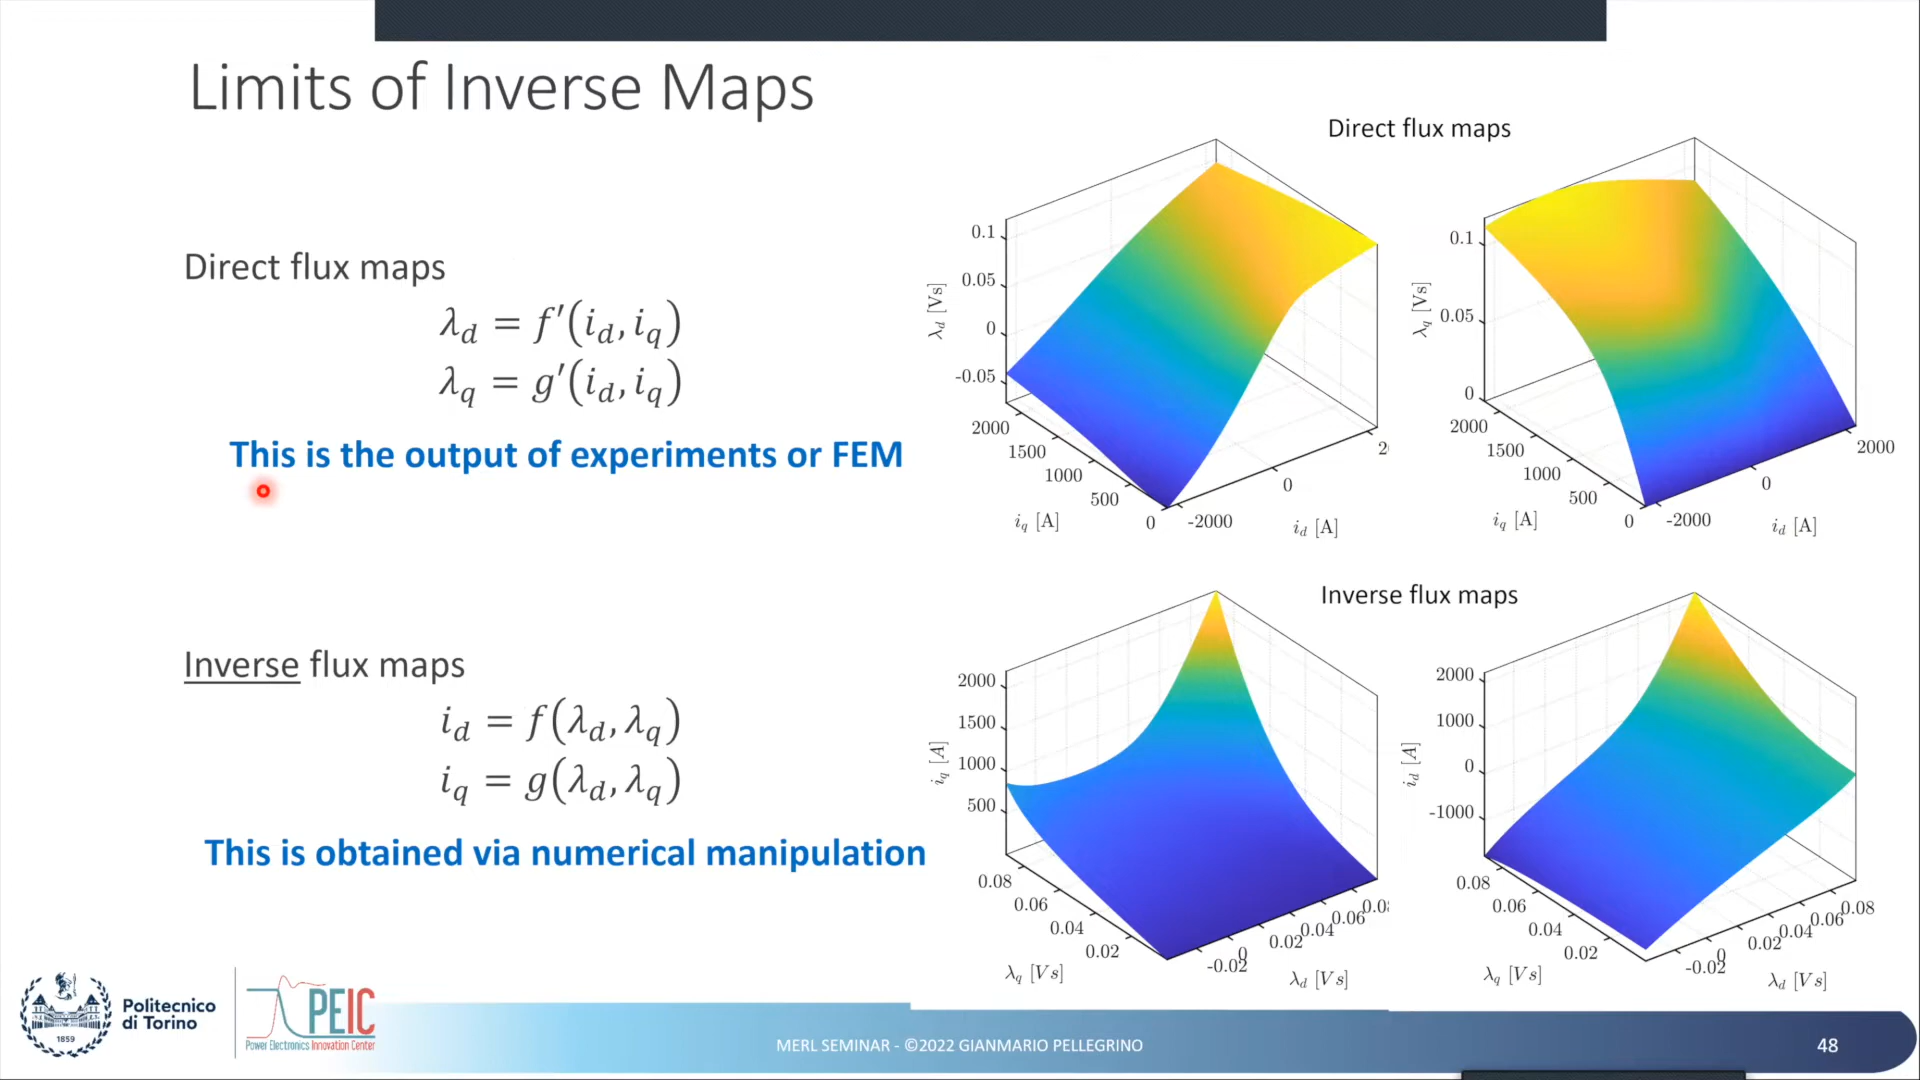 Limits of Inverse Maps
Direct flux maps
λd = f′(id, iq)
λq = g′(id, iq)
This is the output of experiments or FEM
Inverse flux maps
id = f(λd, λq)
iq = g(λd, λq)
This is obtained via numerical manipulation
Direct flux maps
λd [Vs]
0.1
0.05
0
-0.05
2000
1500
1000
500
0
iq [A]
-2000
0
2
id [A]
λq [Vs]
0.1
0.05
0
2000
1500
1000
500
0
iq [A]
-2000
0
2000
id [A]
Inverse flux maps
iq [A]
2000
1500
1000
500
0.08
0.06
0.04
0.02
λq [Vs]
-0.02
0
0.02
0.04
0.06
0.08
λd [Vs]
id [A]
2000
1000
0
-1000
0.08
0.06
0.04
0.02
λq [Vs]
-0.02
0
0.02
0.04
0.06
0.08
λd [Vs]
Politecnico
di Torino
1859
PEIC
Power Electronics Innovation Center
MERL SEMINAR - ©2022 GIANMARIO PELLEGRINO
48